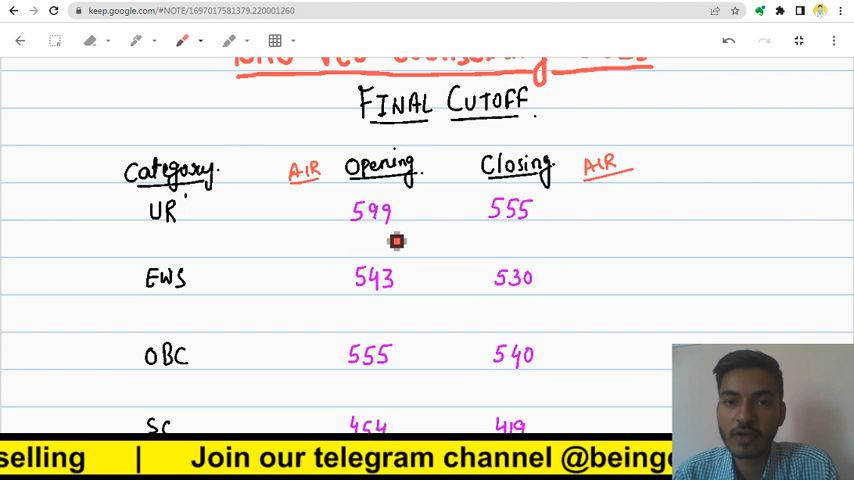 keep.google.com/#NOTE/1697017581379.220001260
FINAL CUTOFF.
Category. AIR Opening. Closing. AIR
UR 599 555
EWS 543 530
OBC 555 540
SC 454 419
selling | Join our telegram channel